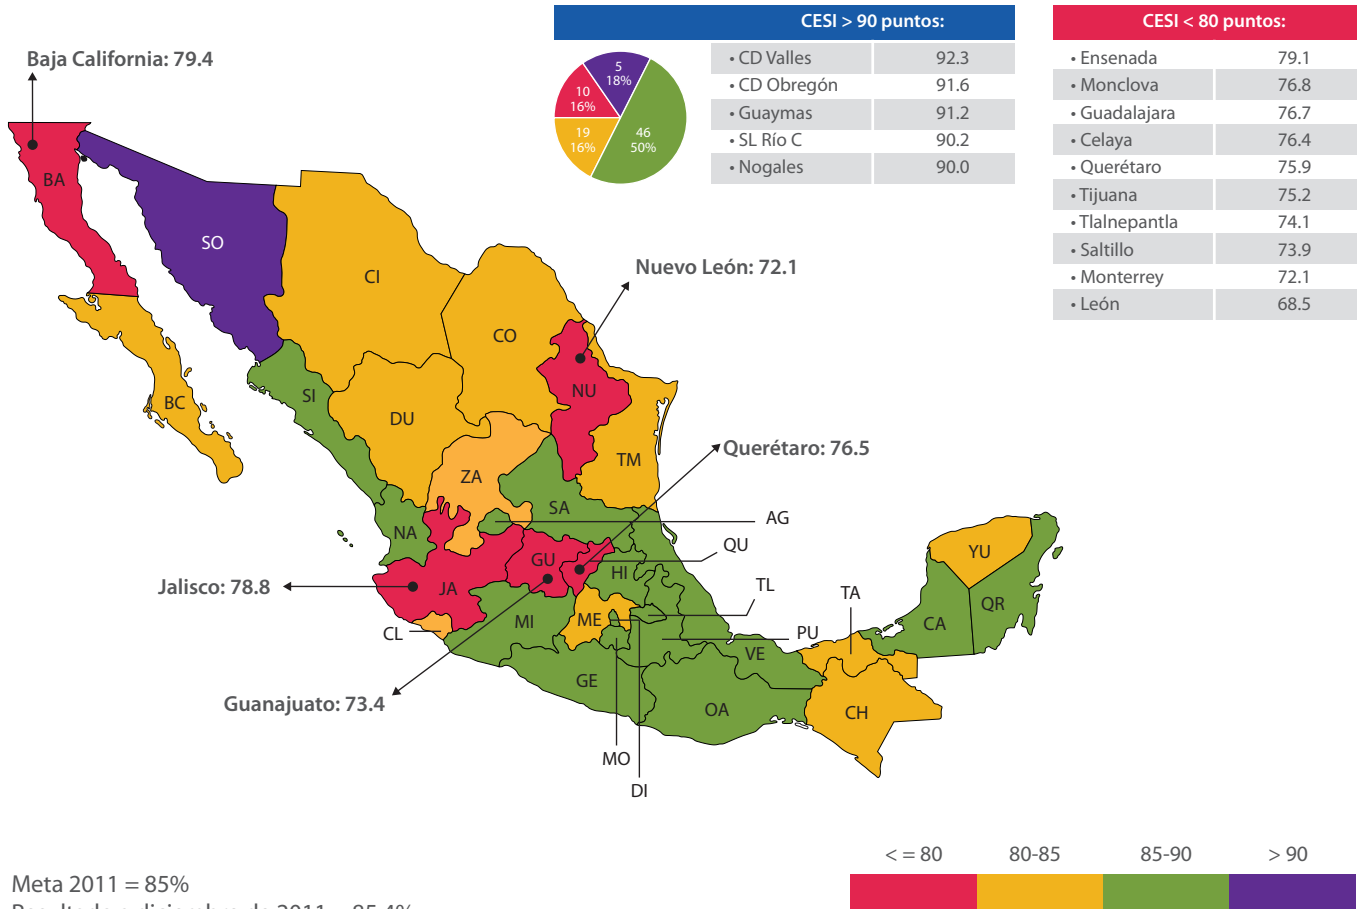 CESI > 90 puntos:
• CD Valles 92.3
• CD Obregón 91.6
• Guaymas 91.2
• SL Río C 90.2
• Nogales 90.0
CESI < 80 puntos:
• Ensenada 79.1
• Monclova 76.8
• Guadalajara 76.7
• Celaya 76.4
• Querétaro 75.9
• Tijuana 75.2
• Tlalnepantla 74.1
• Saltillo 73.9
• Monterrey 72.1
• León 68.5
5
18%
10
16%
19
16%
46
50%
Baja California: 79.4
BA
SO
CI
Nuevo León: 72.1
CO
NU
SI
BC
DU
Querétaro: 76.5
TM
ZA
SA
AG
NA
QU
YU
GU
HI
Jalisco: 78.8
JA
TL
TA
QR
MI
ME
CA
CL
PU
VE
GE
Guanajuato: 73.4
OA
CH
MO
DI
< = 80
80-85
85-90
> 90
Meta 2011 = 85%
Resultado a diciembre de 2011 = 85.4%